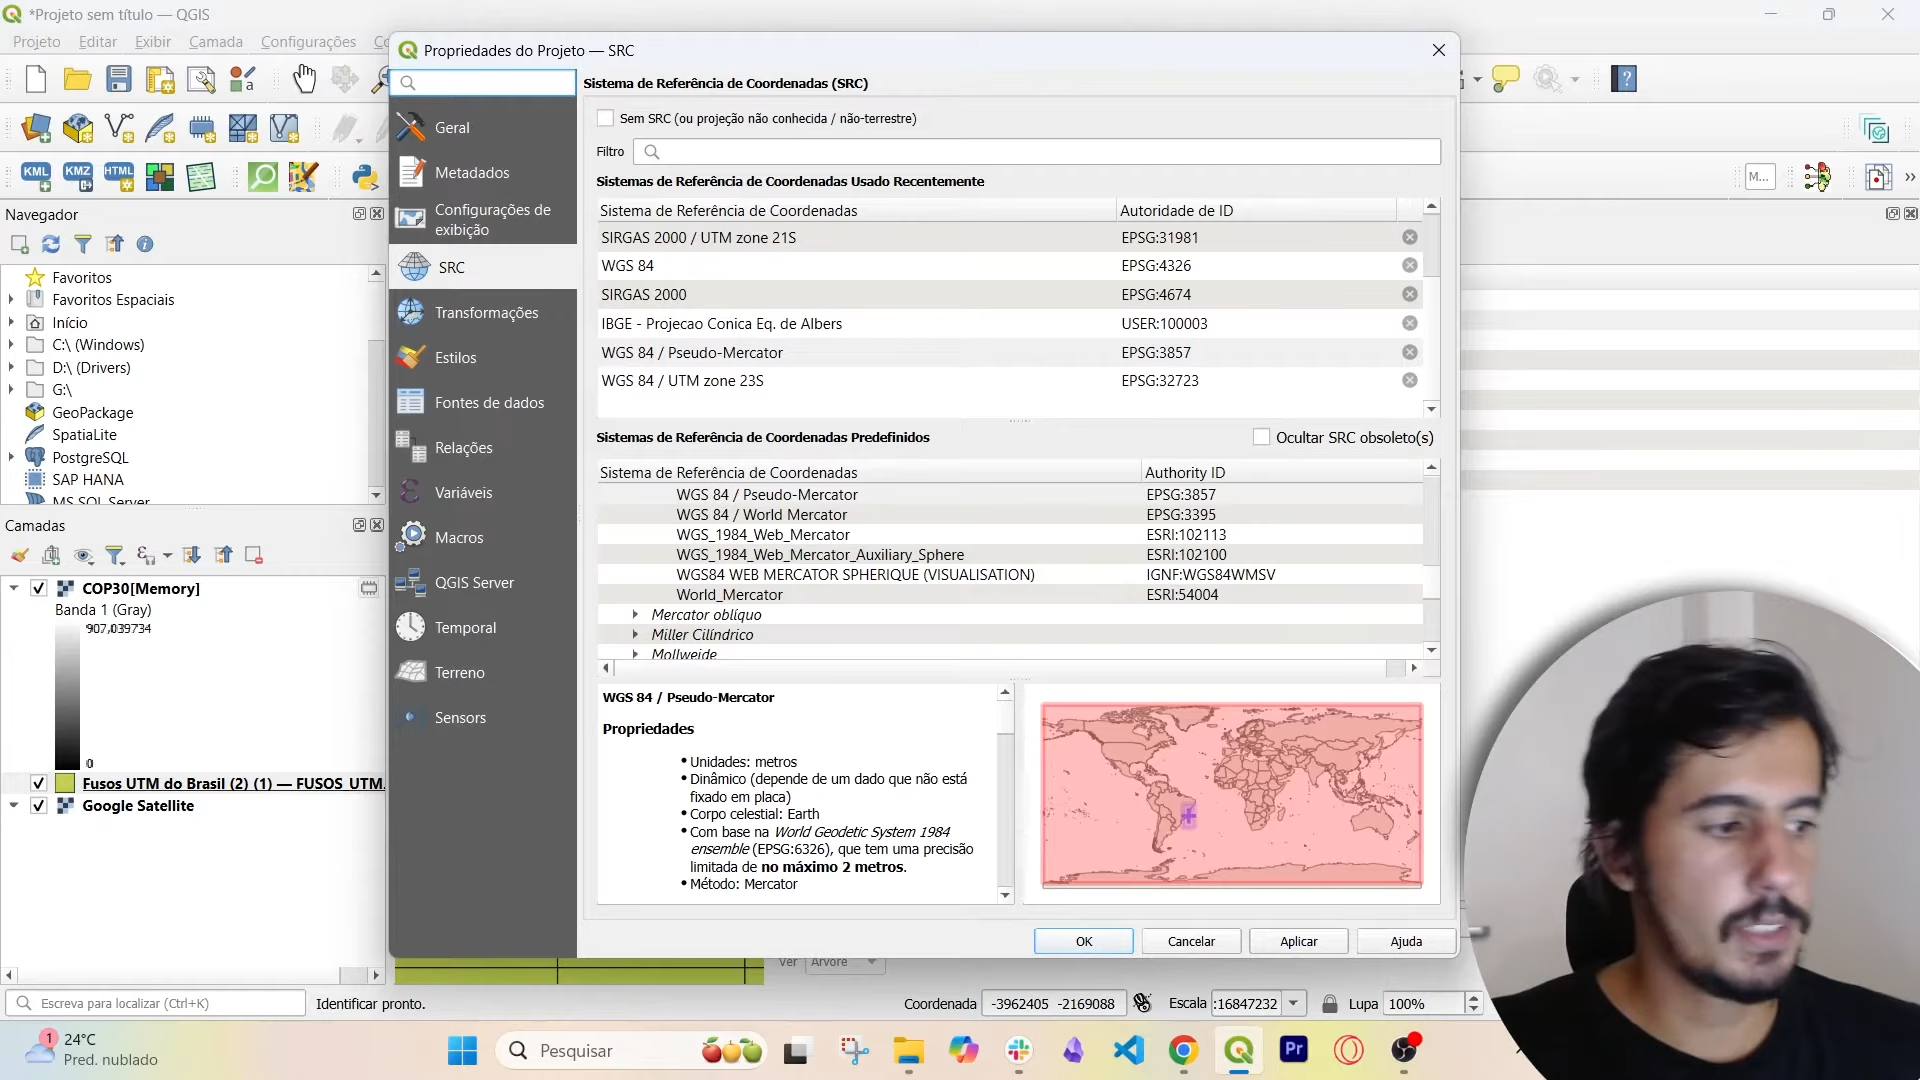 *Projeto sem título — QGIS
Projeto Editar Exibir Camada Configurações
Propriedades do Projeto — SRC
Sistema de Referência de Coordenadas (SRC)
Sem SRC (ou projeção não conhecida / não-terrestre)
Filtro
Sistemas de Referência de Coordenadas Usado Recentemente
Sistema de Referência de Coordenadas Autoridade de ID
SIRGAS 2000 / UTM zone 21S EPSG:31981
WGS 84 EPSG:4326
SIRGAS 2000 EPSG:4674
IBGE - Projecao Conica Eq. de Albers USER:100003
WGS 84 / Pseudo-Mercator EPSG:3857
WGS 84 / UTM zone 23S EPSG:32723
Sistemas de Referência de Coordenadas Predefinidos Ocultar SRC obsoleto(s)
Sistema de Referência de Coordenadas Authority ID
WGS 84 / Pseudo-Mercator EPSG:3857
WGS 84 / World Mercator EPSG:3395
WGS_1984_Web_Mercator ESRI:102113
WGS_1984_Web_Mercator_Auxiliary_Sphere ESRI:102100
WGS84 WEB MERCATOR SPHERIQUE (VISUALISATION) IGNF:WGS84WMSV
World_Mercator ESRI:54004
Mercator oblíquo
Miller Cilíndrico
Mollweide
WGS 84 / Pseudo-Mercator
Propriedades
• Unidades: metros
• Dinâmico (depende de um dado que não está
fixado em placa)
• Corpo celestial: Earth
• Com base na World Geodetic System 1984
ensemble (EPSG:6326), que tem uma precisão
limitada de no máximo 2 metros.
• Método: Mercator
OK Cancelar Aplicar Ajuda
Geral
Metadados
Configurações de
exibição
SRC
Transformações
Estilos
Fontes de dados
Relações
Variáveis
Macros
QGIS Server
Temporal
Terreno
Sensors
KML KMZ HTML
M...
Navegador
Favoritos
Favoritos Espaciais
Início
C:\ (Windows)
D:\ (Drivers)
G:\
GeoPackage
SpatiaLite
PostgreSQL
SAP HANA
MS SQL Server
Camadas
COP30[Memory]
Banda 1 (Gray)
907,039734
0
Fusos UTM do Brasil (2) (1) — FUSOS_UTM
Google Satellite
Ver Árvore
Escreva para localizar (Ctrl+K) Identificar pronto.
Coordenada -3962405 -2169088 Escala :16847232 Lupa 100%
1
24°C
Pred. nublado
Pesquisar
Pr